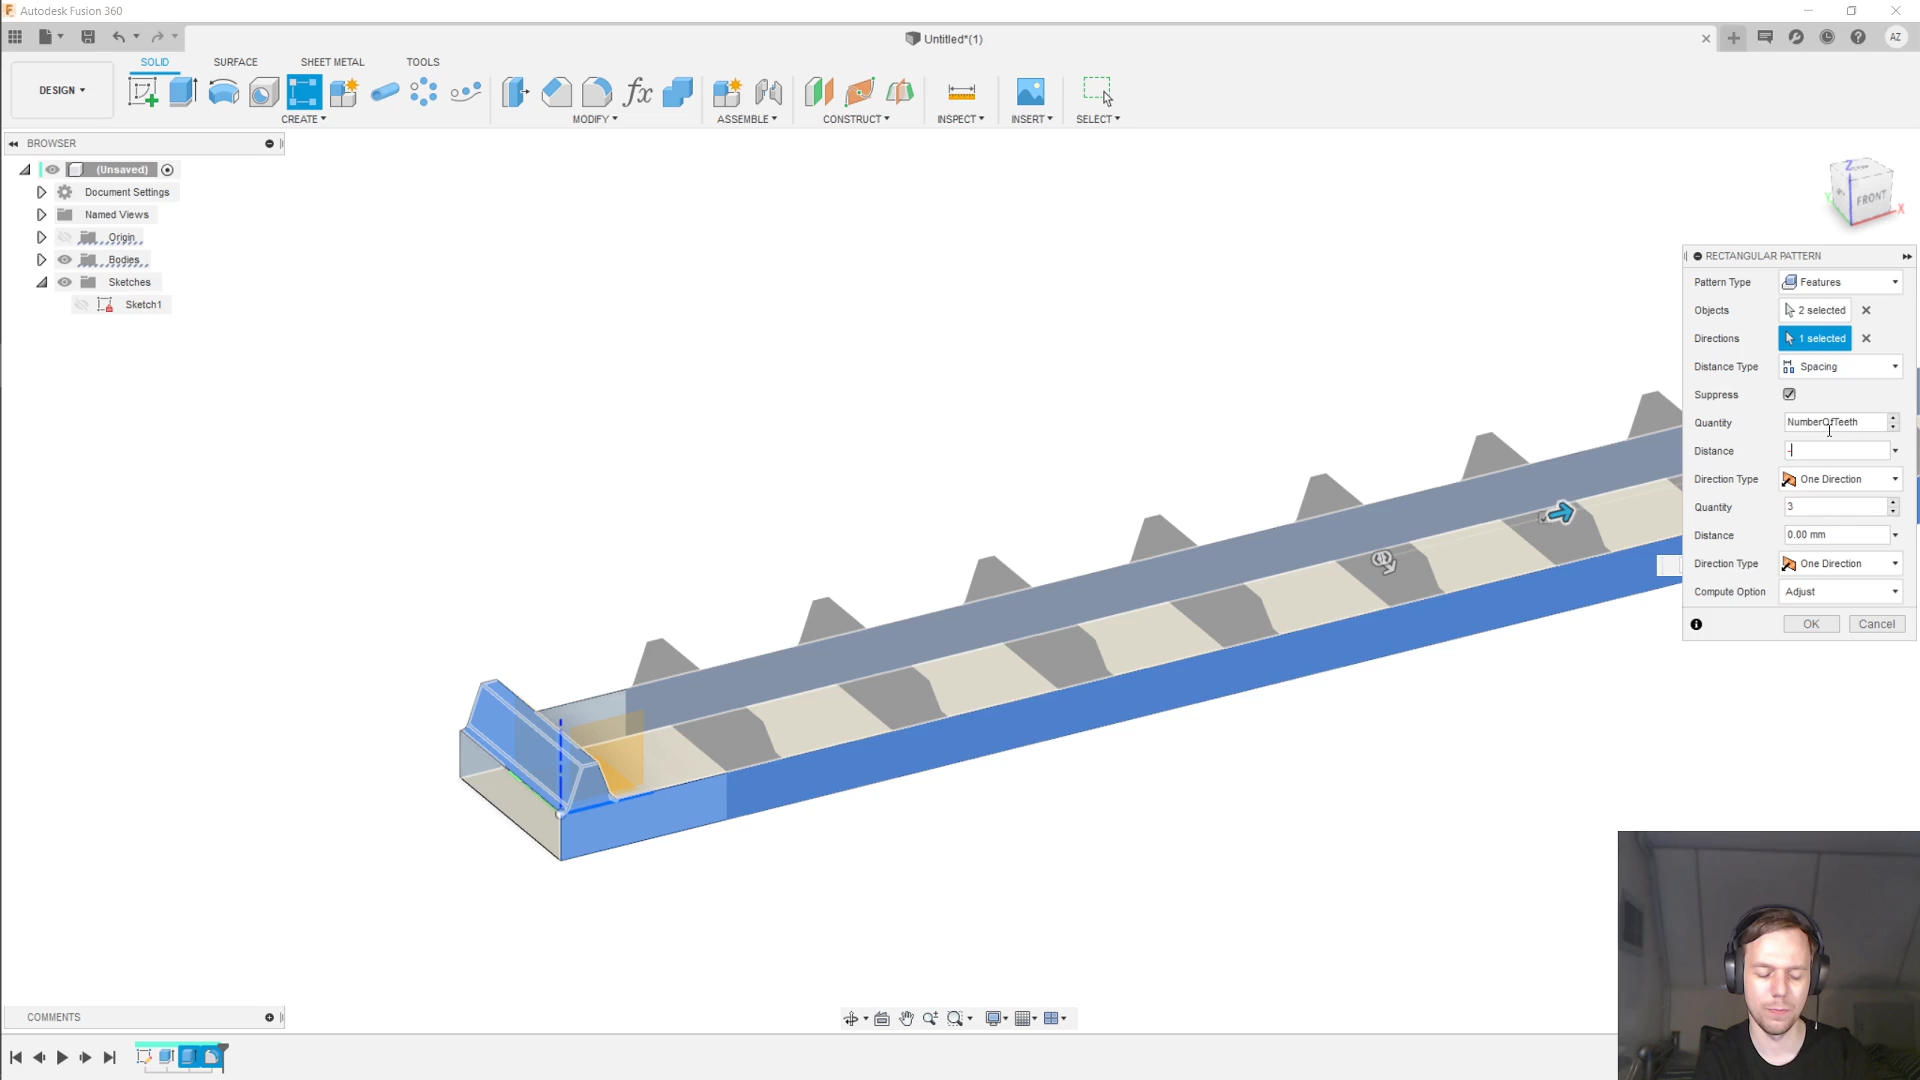 Autodesk Fusion 360
Untitled*(1)
AZ
SOLID SURFACE SHEET METAL TOOLS
DESIGN
CREATE MODIFY ASSEMBLE CONSTRUCT INSPECT INSERT SELECT
BROWSER
(Unsaved)
Document Settings
Named Views
Origin
Bodies
Sketches
Sketch1
Z
FRONT
X
Y
RECTANGULAR PATTERN
Pattern Type Features
Objects 2 selected
Directions 1 selected
Distance Type Spacing
Suppress
Quantity NumberOfTeeth
Distance -
Direction Type One Direction
Quantity 3
Distance 0.00 mm
Direction Type One Direction
Compute Option Adjust
OK Cancel
COMMENTS